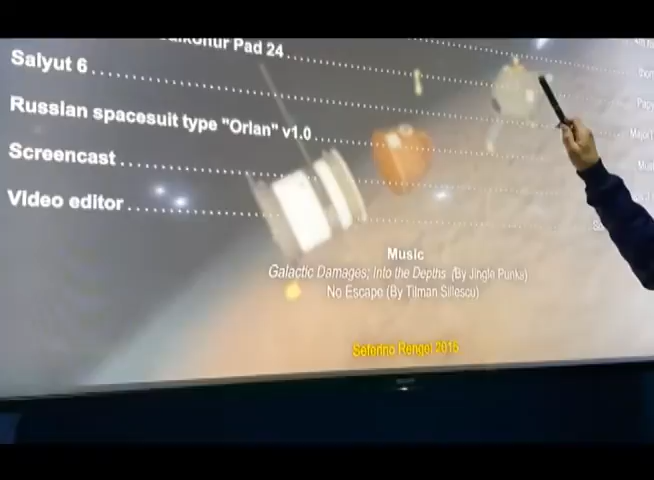 Pad 24
Salyut 6
Russian spacesuit type "Orlan" v1.0
Screencast
Video editor
Music
Galactic Damages; Into the Depths (By Jingle Punks)
No Escape (By Tilman Sillescu)
Seferino Rengel 2015